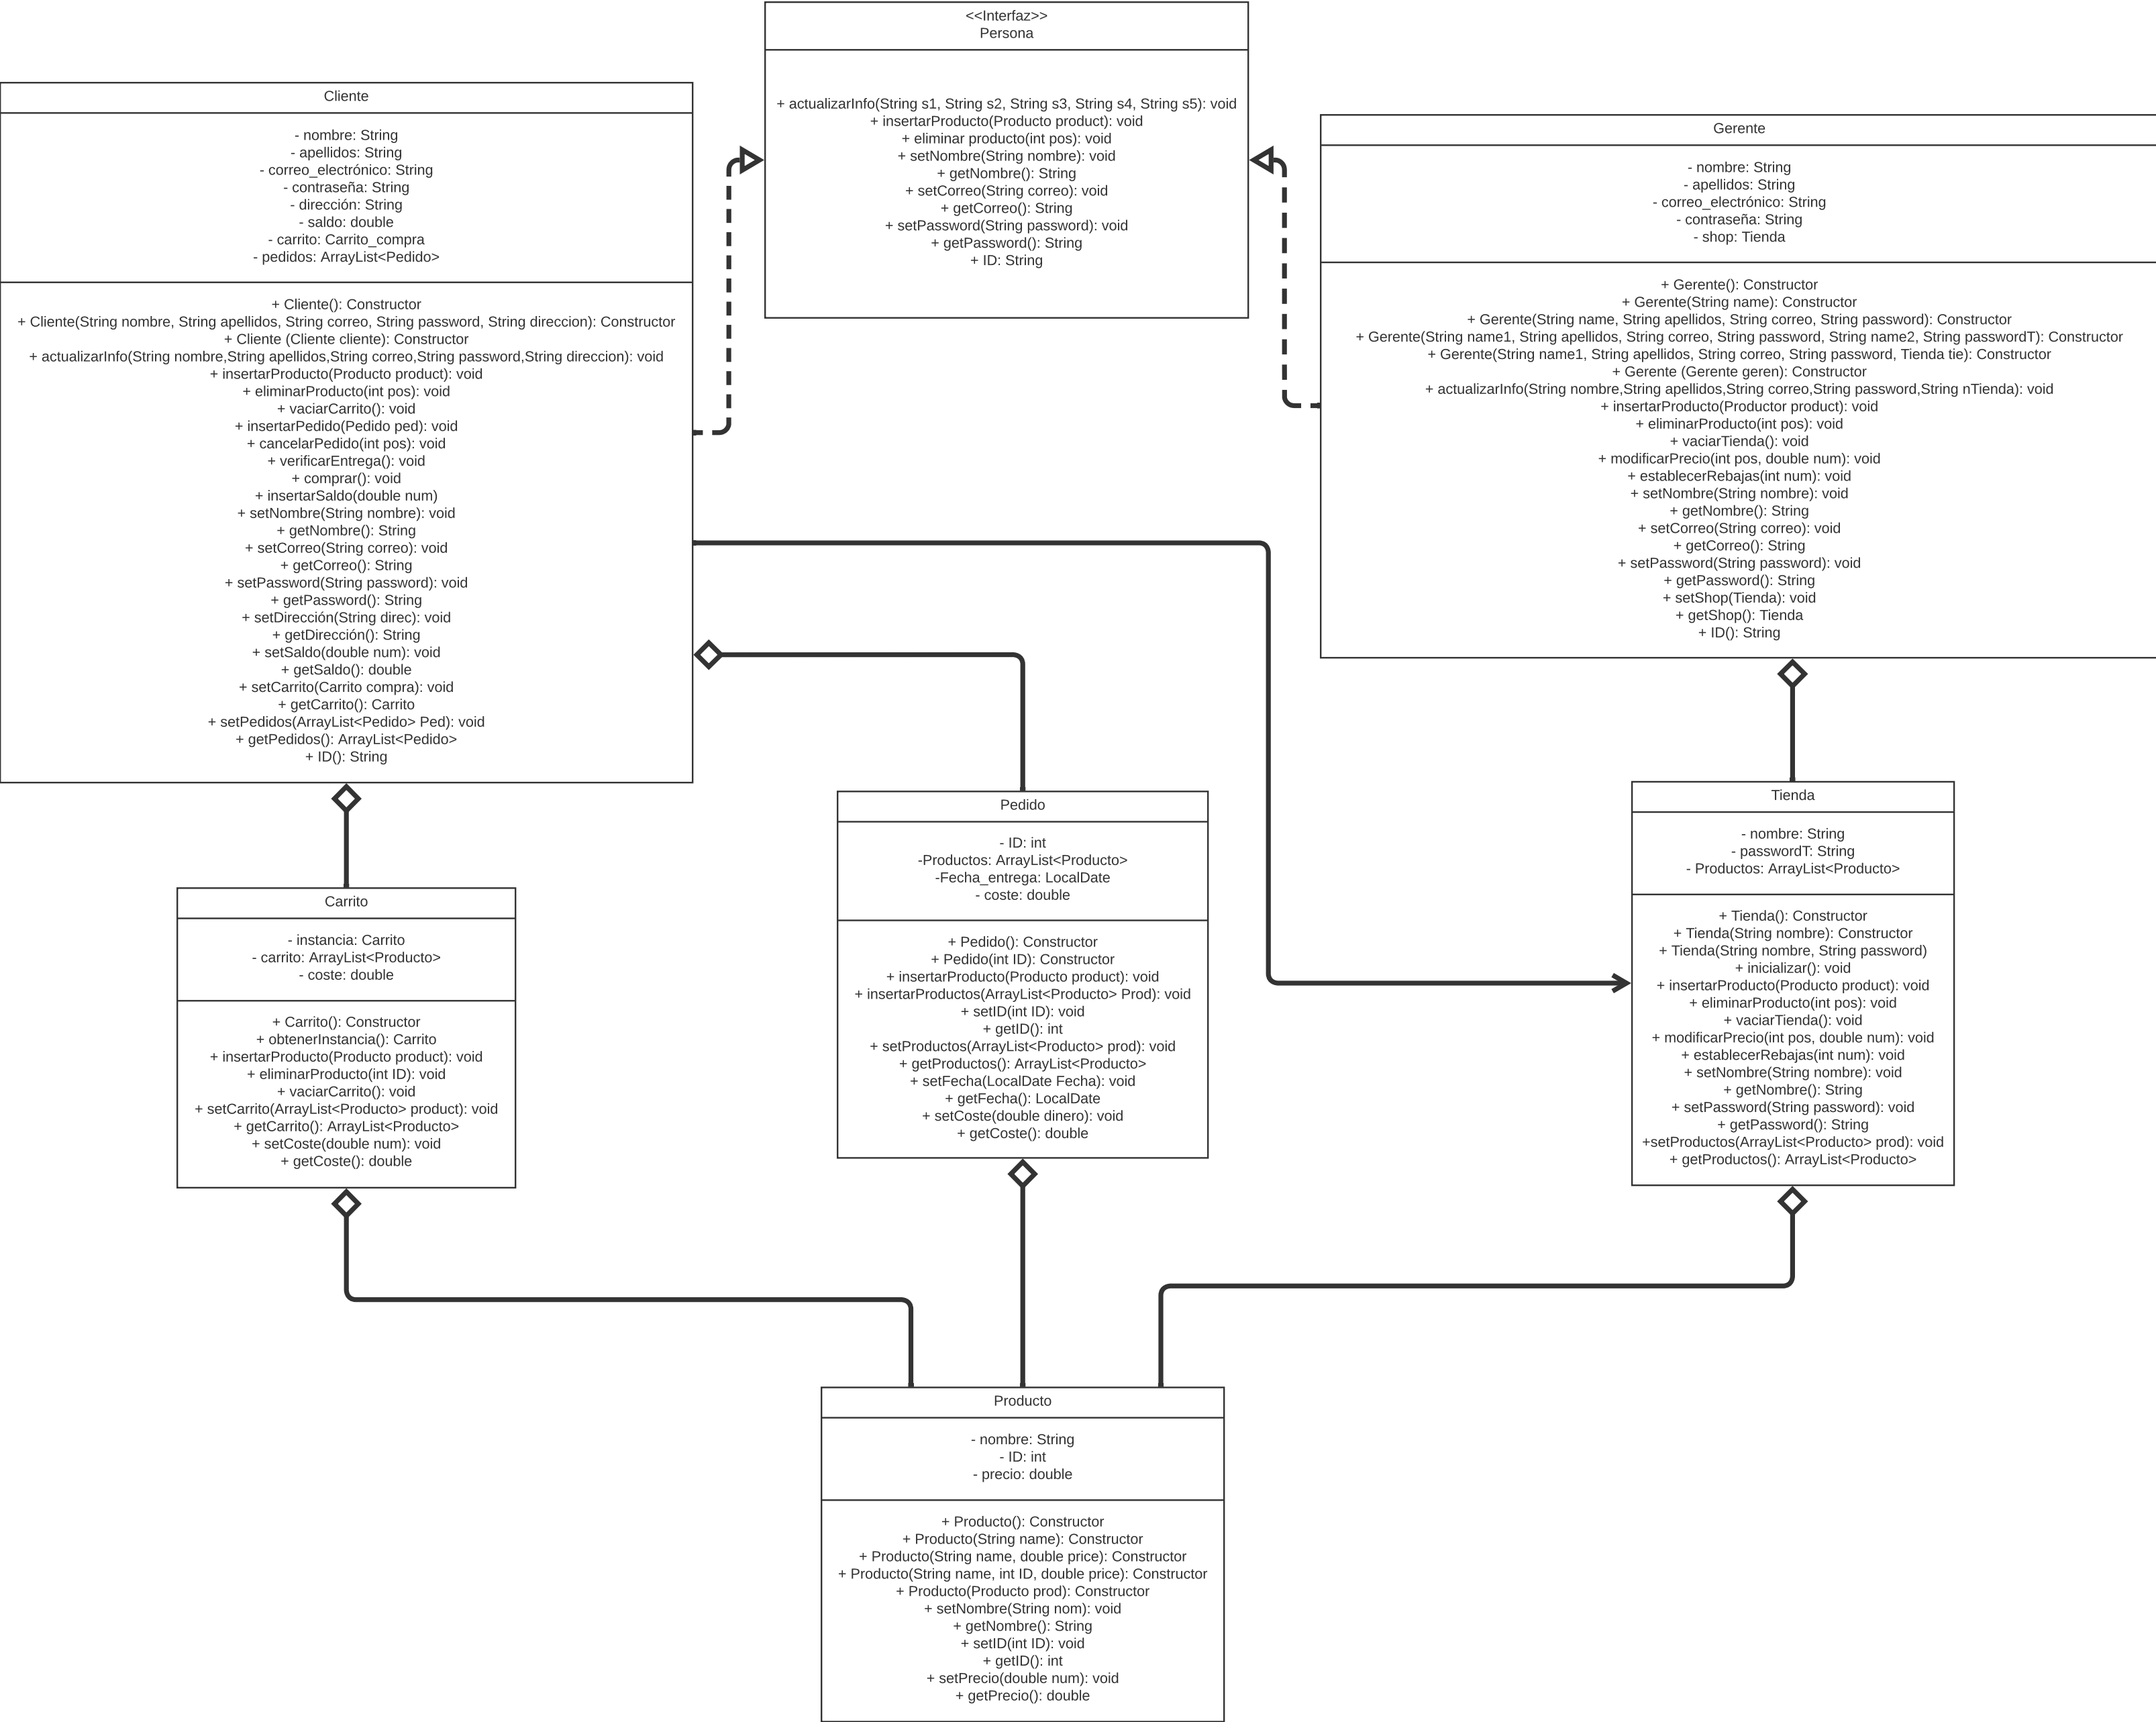 <<Interfaz>>
Persona
+ actualizarInfo(String s1, String s2, String s3, String s4, String s5): void
+ insertarProducto(Producto product): void
+ eliminar producto(int pos): void
+ setNombre(String nombre): void
+ getNombre(): String
+ setCorreo(String correo): void
+ getCorreo(): String
+ setPassword(String password): void
+ getPassword(): String
+ ID: String
Cliente
- nombre: String
- apellidos: String
- correo_electrónico: String
- contraseña: String
- dirección: String
- saldo: double
- carrito: Carrito_compra
- pedidos: ArrayList<Pedido>
+ Cliente(): Constructor
+ Cliente(String nombre, String apellidos, String correo, String password, String direccion): Constructor
+ Cliente (Cliente cliente): Constructor
+ actualizarInfo(String nombre,String apellidos,String correo,String password,String direccion): void
+ insertarProducto(Producto product): void
+ eliminarProducto(int pos): void
+ vaciarCarrito(): void
+ insertarPedido(Pedido ped): void
+ cancelarPedido(int pos): void
+ verificarEntrega(): void
+ comprar(): void
+ insertarSaldo(double num)
+ setNombre(String nombre): void
+ getNombre(): String
+ setCorreo(String correo): void
+ getCorreo(): String
+ setPassword(String password): void
+ getPassword(): String
+ setDirección(String direc): void
+ getDirección(): String
+ setSaldo(double num): void
+ getSaldo(): double
+ setCarrito(Carrito compra): void
+ getCarrito(): Carrito
+ setPedidos(ArrayList<Pedido> Ped): void
+ getPedidos(): ArrayList<Pedido>
+ ID(): String
Gerente
- nombre: String
- apellidos: String
- correo_electrónico: String
- contraseña: String
- shop: Tienda
+ Gerente(): Constructor
+ Gerente(String name): Constructor
+ Gerente(String name, String apellidos, String correo, String password): Constructor
+ Gerente(String name1, String apellidos, String correo, String password, String name2, String passwordT): Constructor
+ Gerente(String name1, String apellidos, String correo, String password, Tienda tie): Constructor
+ Gerente (Gerente geren): Constructor
+ actualizarInfo(String nombre,String apellidos,String correo,String password,String nTienda): void
+ insertarProducto(Productor product): void
+ eliminarProducto(int pos): void
+ vaciarTienda(): void
+ modificarPrecio(int pos, double num): void
+ establecerRebajas(int num): void
+ setNombre(String nombre): void
+ getNombre(): String
+ setCorreo(String correo): void
+ getCorreo(): String
+ setPassword(String password): void
+ getPassword(): String
+ setShop(Tienda): void
+ getShop(): Tienda
+ ID(): String
Carrito
- instancia: Carrito
- carrito: ArrayList<Producto>
- coste: double
+ Carrito(): Constructor
+ obtenerInstancia(): Carrito
+ insertarProducto(Producto product): void
+ eliminarProducto(int ID): void
+ vaciarCarrito(): void
+ setCarrito(ArrayList<Producto> product): void
+ getCarrito(): ArrayList<Producto>
+ setCoste(double num): void
+ getCoste(): double
Pedido
- ID: int
-Productos: ArrayList<Producto>
-Fecha_entrega: LocalDate
- coste: double
+ Pedido(): Constructor
+ Pedido(int ID): Constructor
+ insertarProducto(Producto product): void
+ insertarProductos(ArrayList<Producto> Prod): void
+ setID(int ID): void
+ getID(): int
+ setProductos(ArrayList<Producto> prod): void
+ getProductos(): ArrayList<Producto>
+ setFecha(LocalDate Fecha): void
+ getFecha(): LocalDate
+ setCoste(double dinero): void
+ getCoste(): double
Tienda
- nombre: String
- passwordT: String
- Productos: ArrayList<Producto>
+ Tienda(): Constructor
+ Tienda(String nombre): Constructor
+ Tienda(String nombre, String password)
+ inicializar(): void
+ insertarProducto(Producto product): void
+ eliminarProducto(int pos): void
+ vaciarTienda(): void
+ modificarPrecio(int pos, double num): void
+ establecerRebajas(int num): void
+ setNombre(String nombre): void
+ getNombre(): String
+ setPassword(String password): void
+ getPassword(): String
+setProductos(ArrayList<Producto> prod): void
+ getProductos(): ArrayList<Producto>
Producto
- nombre: String
- ID: int
- precio: double
+ Producto(): Constructor
+ Producto(String name): Constructor
+ Producto(String name, double price): Constructor
+ Producto(String name, int ID, double price): Constructor
+ Producto(Producto prod): Constructor
+ setNombre(String nom): void
+ getNombre(): String
+ setID(int ID): void
+ getID(): int
+ setPrecio(double num): void
+ getPrecio(): double